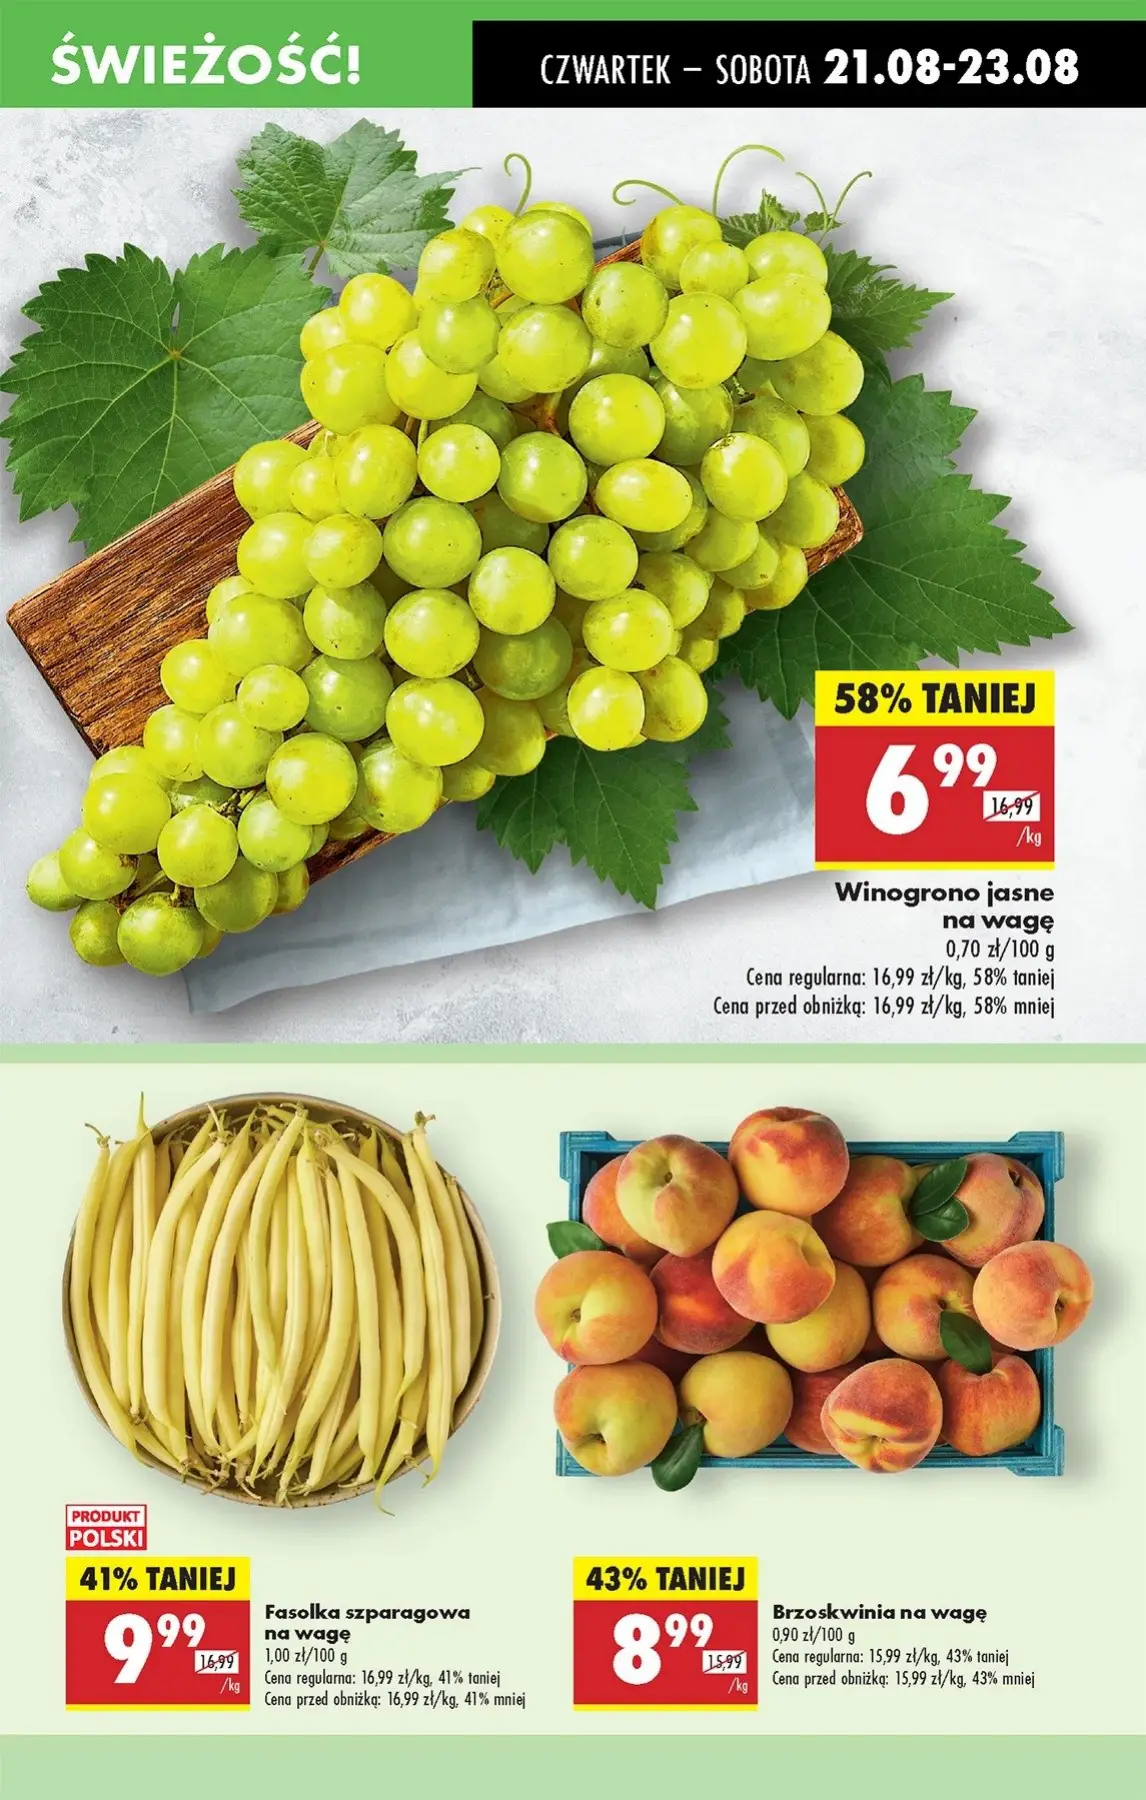 ŚWIEŻOŚĆ!
CZWARTEK – SOBOTA 21.08-23.08
58% TANIEJ
6 99
16,99
/kg
Winogrono jasne
na wagę
0,70 zł/100 g
Cena regularna: 16,99 zł/kg, 58% taniej
Cena przed obniżką: 16,99 zł/kg, 58% mniej
PRODUKT
POLSKI
41% TANIEJ
9 99
16,99
/kg
Fasolka szparagowa
na wagę
1,00 zł/100 g
Cena regularna: 16,99 zł/kg, 41% taniej
Cena przed obniżką: 16,99 zł/kg, 41% mniej
43% TANIEJ
8 99
15,99
/kg
Brzoskwinia na wagę
0,90 zł/100 g
Cena regularna: 15,99 zł/kg, 43% taniej
Cena przed obniżką: 15,99 zł/kg, 43% mniej